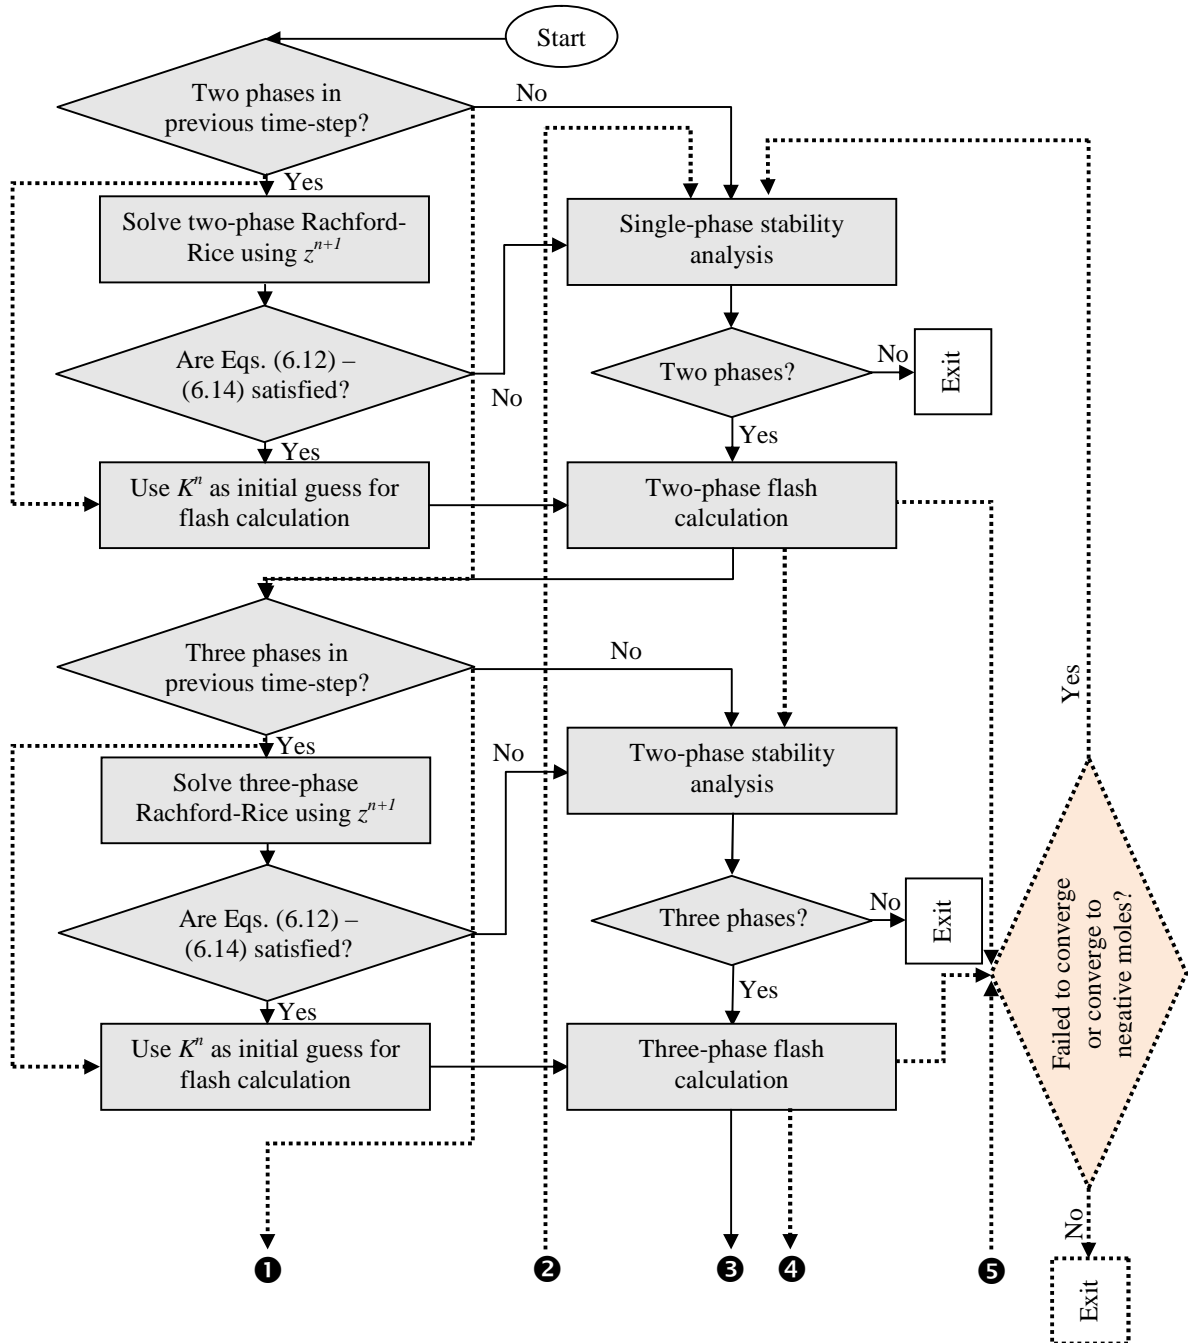 Start
Two phases in
previous time-step?
No
Yes
Solve two-phase Rachford-
Rice using z^{n+1}
Single-phase stability
analysis
Are Eqs. (6.12) –
(6.14) satisfied?
No
Two phases?
No
Exit
Yes
Yes
Use K^n as initial guess for
flash calculation
Two-phase flash
calculation
Three phases in
previous time-step?
No
Yes
Solve three-phase
Rachford-Rice using z^{n+1}
No
Two-phase stability
analysis
Yes
Are Eqs. (6.12) –
(6.14) satisfied?
Three phases?
No
Exit
Failed to converge
or converge to
negative moles?
Yes
Yes
Use K^n as initial guess for
flash calculation
Three-phase flash
calculation
No
Exit
❶
❷
❸
❹
❺